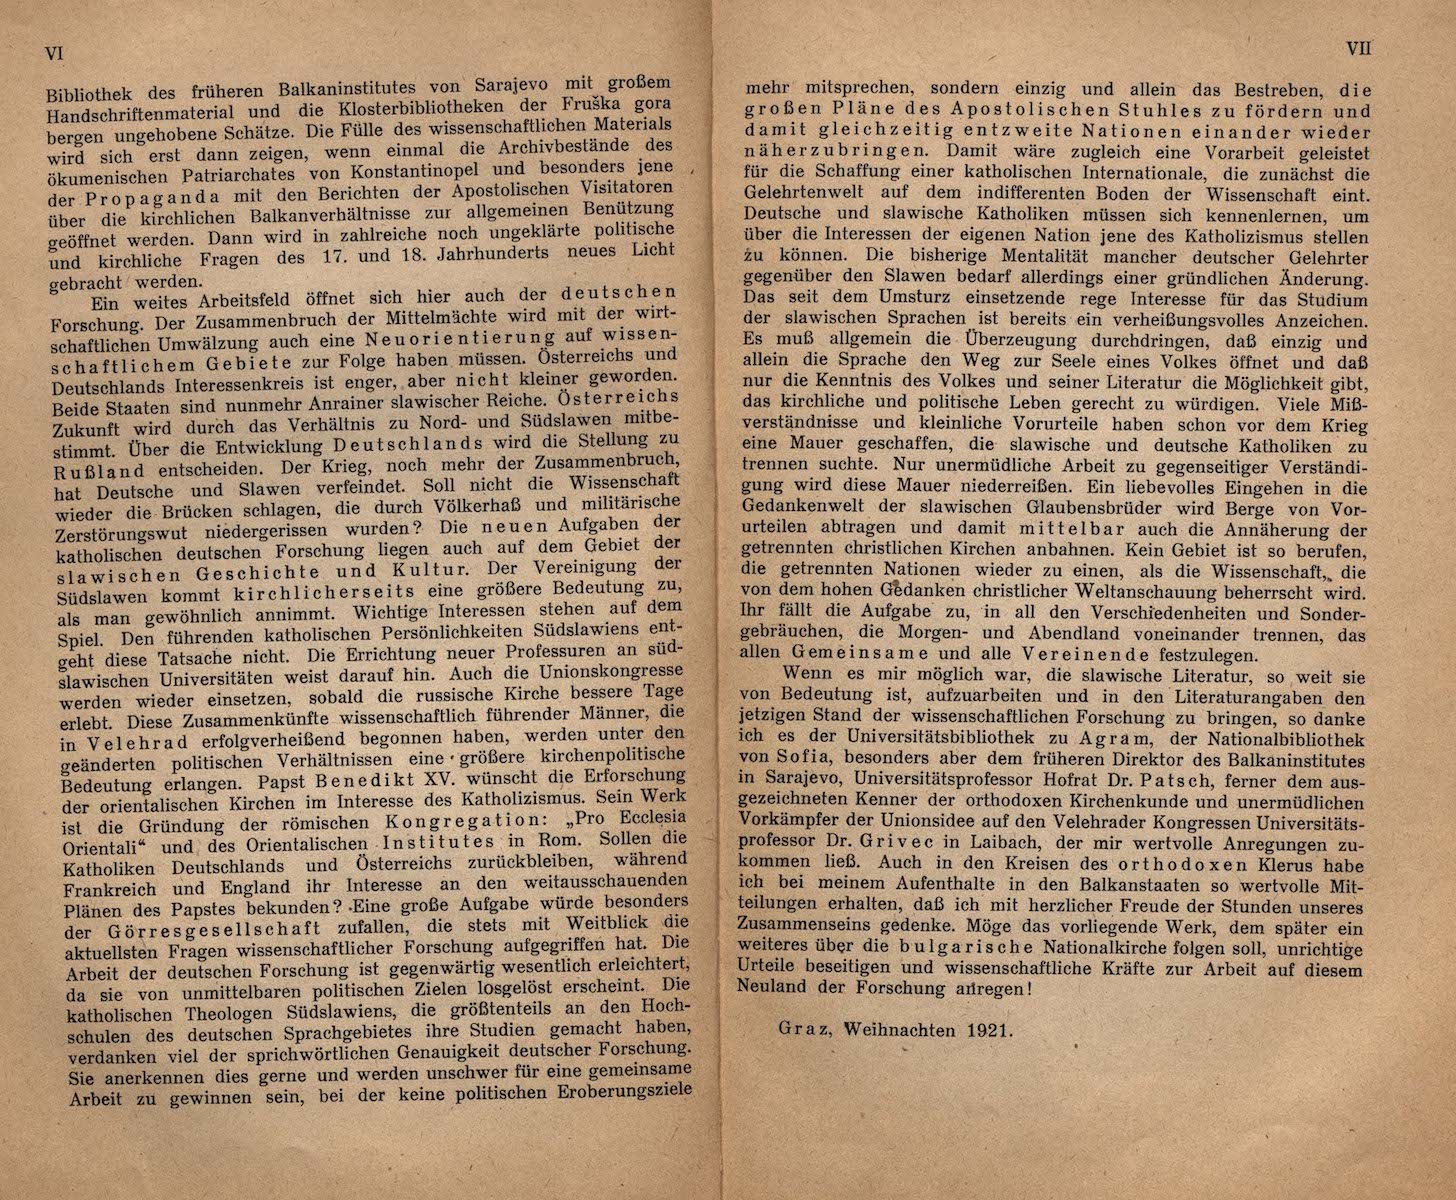 VI
Bibliothek des früheren Balkaninstitutes von Sarajevo mit großem
Handschriftenmaterial und die Klosterbibliotheken der Fruška gora
bergen ungehobene Schätze. Die Fülle des wissenschaftlichen Materials
wird sich erst dann zeigen, wenn einmal die Archivbestände des
ökumenischen Patriarchates von Konstantinopel und besonders jene
der Propaganda mit den Berichten der Apostolischen Visitatoren
über die kirchlichen Balkanverhältnisse zur allgemeinen Benützung
geöffnet werden. Dann wird in zahlreiche noch ungeklärte politische
und kirchliche Fragen des 17. und 18. Jahrhunderts neues Licht
gebracht werden.
Ein weites Arbeitsfeld öffnet sich hier auch der deutschen
Forschung. Der Zusammenbruch der Mittelmächte wird mit der wirt-
schaftlichen Umwälzung auch eine Neuorientierung auf wissen-
schaftlichem Gebiete zur Folge haben müssen. Österreichs und
Deutschlands Interessenkreis ist enger, aber nicht kleiner geworden.
Beide Staaten sind nunmehr Anrainer slawischer Reiche. Österreichs
Zukunft wird durch das Verhältnis zu Nord- und Südslawen mitbe-
stimmt. Über die Entwicklung Deutschlands wird die Stellung zu
Rußland entscheiden. Der Krieg, noch mehr der Zusammenbruch,
hat Deutsche und Slawen verfeindet. Soll nicht die Wissenschaft
wieder die Brücken schlagen, die durch Völkerhaß und militärische
Zerstörungswut niedergerissen wurden? Die neuen Aufgaben der
katholischen deutschen Forschung liegen auch auf dem Gebiet der
slawischen Geschichte und Kultur. Der Vereinigung der
Südslawen kommt kirchlicherseits eine größere Bedeutung zu,
als man gewöhnlich annimmt. Wichtige Interessen stehen auf dem
Spiel. Den führenden katholischen Persönlichkeiten Südslawiens ent-
geht diese Tatsache nicht. Die Errichtung neuer Professuren an süd-
slawischen Universitäten weist darauf hin. Auch die Unionskongresse
werden wieder einsetzen, sobald die russische Kirche bessere Tage
erlebt. Diese Zusammenkünfte wissenschaftlich führender Männer, die
in Velehrad erfolgverheißend begonnen haben, werden unter den
geänderten politischen Verhältnissen eine größere kirchenpolitische
Bedeutung erlangen. Papst Benedikt XV. wünscht die Erforschung
der orientalischen Kirchen im Interesse des Katholizismus. Sein Werk
ist die Gründung der römischen Kongregation: „Pro Ecclesia
Orientali“ und des Orientalischen Institutes in Rom. Sollen die
Katholiken Deutschlands und Österreichs zurückbleiben, während
Frankreich und England ihr Interesse an den weitausschauenden
Plänen des Papstes bekunden? Eine große Aufgabe würde besonders
der Görresgesellschaft zufallen, die stets mit Weitblick die
aktuellsten Fragen wissenschaftlicher Forschung aufgegriffen hat. Die
Arbeit der deutschen Forschung ist gegenwärtig wesentlich erleichtert,
da sie von unmittelbaren politischen Zielen losgelöst erscheint. Die
katholischen Theologen Südslawiens, die größtenteils an den Hoch-
schulen des deutschen Sprachgebietes ihre Studien gemacht haben,
verdanken viel der sprichwörtlichen Genauigkeit deutscher Forschung.
Sie anerkennen dies gerne und werden unschwer für eine gemeinsame
Arbeit zu gewinnen sein, bei der keine politischen Eroberungsziele
VII
mehr mitsprechen, sondern einzig und allein das Bestreben, die
großen Pläne des Apostolischen Stuhles zu fördern und
damit gleichzeitig entzweite Nationen einander wieder
näherzubringen. Damit wäre zugleich eine Vorarbeit geleistet
für die Schaffung einer katholischen Internationale, die zunächst die
Gelehrtenwelt auf dem indifferenten Boden der Wissenschaft eint.
Deutsche und slawische Katholiken müssen sich kennenlernen, um
über die Interessen der eigenen Nation jene des Katholizismus stellen
zu können. Die bisherige Mentalität mancher deutscher Gelehrter
gegenüber den Slawen bedarf allerdings einer gründlichen Änderung.
Das seit dem Umsturz einsetzende rege Interesse für das Studium
der slawischen Sprachen ist bereits ein verheißungsvolles Anzeichen.
Es muß allgemein die Überzeugung durchdringen, daß einzig und
allein die Sprache den Weg zur Seele eines Volkes öffnet und daß
nur die Kenntnis des Volkes und seiner Literatur die Möglichkeit gibt,
das kirchliche und politische Leben gerecht zu würdigen. Viele Miß-
verständnisse und kleinliche Vorurteile haben schon vor dem Krieg
eine Mauer geschaffen, die slawische und deutsche Katholiken zu
trennen suchte. Nur unermüdliche Arbeit zu gegenseitiger Verständi-
gung wird diese Mauer niederreißen. Ein liebevolles Eingehen in die
Gedankenwelt der slawischen Glaubensbrüder wird Berge von Vor-
urteilen abtragen und damit mittelbar auch die Annäherung der
getrennten christlichen Kirchen anbahnen. Kein Gebiet ist so berufen,
die getrennten Nationen wieder zu einen, als die Wissenschaft, die
von dem hohen Gedanken christlicher Weltanschauung beherrscht wird.
Ihr fällt die Aufgabe zu, in all den Verschiedenheiten und Sonder-
gebräuchen, die Morgen- und Abendland voneinander trennen, das
allen Gemeinsame und alle Vereinende festzulegen.
Wenn es mir möglich war, die slawische Literatur, so weit sie
von Bedeutung ist, aufzuarbeiten und in den Literaturangaben den
jetzigen Stand der wissenschaftlichen Forschung zu bringen, so danke
ich es der Universitätsbibliothek zu Agram, der Nationalbibliothek
von Sofia, besonders aber dem früheren Direktor des Balkaninstitutes
in Sarajevo, Universitätsprofessor Hofrat Dr. Patsch, ferner dem aus-
gezeichneten Kenner der orthodoxen Kirchenkunde und unermüdlichen
Vorkämpfer der Unionsidee auf den Velehrader Kongressen Universitäts-
professor Dr. Grivec in Laibach, der mir wertvolle Anregungen zu-
kommen ließ. Auch in den Kreisen des orthodoxen Klerus habe
ich bei meinem Aufenthalte in den Balkanstaaten so wertvolle Mit-
teilungen erhalten, daß ich mit herzlicher Freude der Stunden unseres
Zusammenseins gedenke. Möge das vorliegende Werk, dem später ein
weiteres über die bulgarische Nationalkirche folgen soll, unrichtige
Urteile beseitigen und wissenschaftliche Kräfte zur Arbeit auf diesem
Neuland der Forschung anregen!
Graz, Weihnachten 1921.